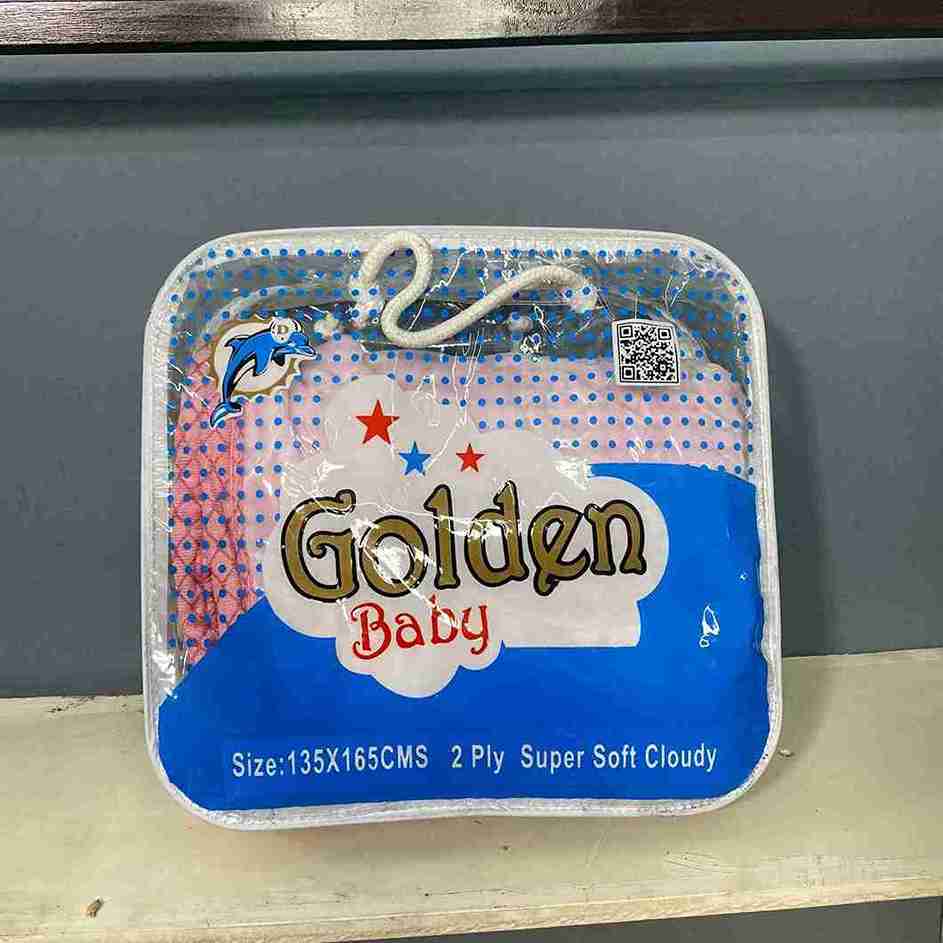 D
Golden
Baby
Size:135X165CMS 2 Ply Super Soft Cloudy